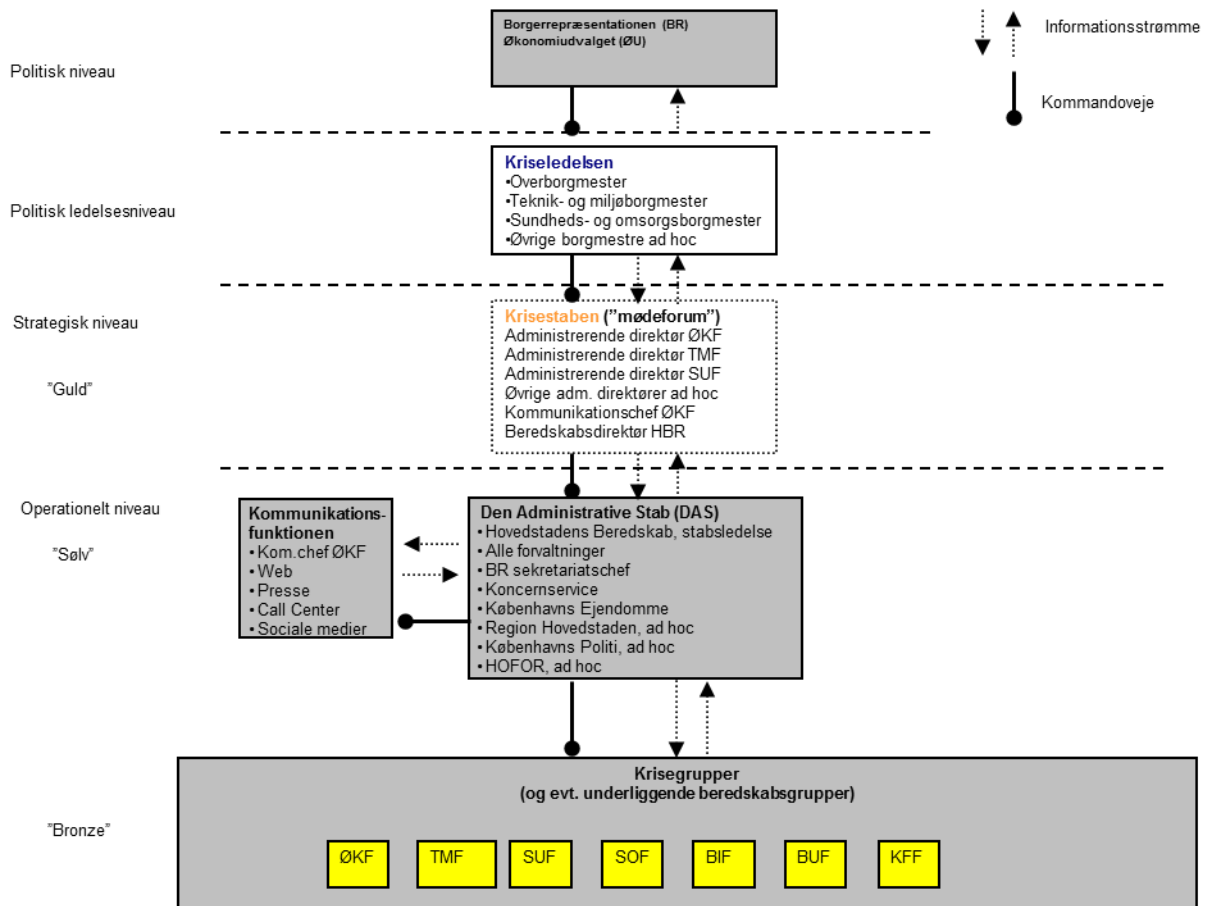 Borgerrepræsentationen (BR)
Økonomiudvalget (ØU)
Informationsstrømme
Kommandoveje
Politisk niveau
Kriseledelsen
•Overborgmester
•Teknik- og miljøborgmester
•Sundheds- og omsorgsborgmester
•Øvrige borgmestre ad hoc
Politisk ledelsesniveau
Strategisk niveau
"Guld"
Krisestaben ("mødeforum")
Administrerende direktør ØKF
Administrerende direktør TMF
Administrerende direktør SUF
Øvrige adm. direktører ad hoc
Kommunikationschef ØKF
Beredskabsdirektør HBR
Operationelt niveau
"Sølv"
Kommunikations-
funktionen
• Kom.chef ØKF
• Web
• Presse
• Call Center
• Sociale medier
Den Administrative Stab (DAS)
• Hovedstadens Beredskab, stabsledelse
• Alle forvaltninger
• BR sekretariatschef
• Koncernservice
• Københavns Ejendomme
• Region Hovedstaden, ad hoc
• Københavns Politi, ad hoc
• HOFOR, ad hoc
"Bronze"
Krisegrupper
(og evt. underliggende beredskabsgrupper)
ØKF
TMF
SUF
SOF
BIF
BUF
KFF